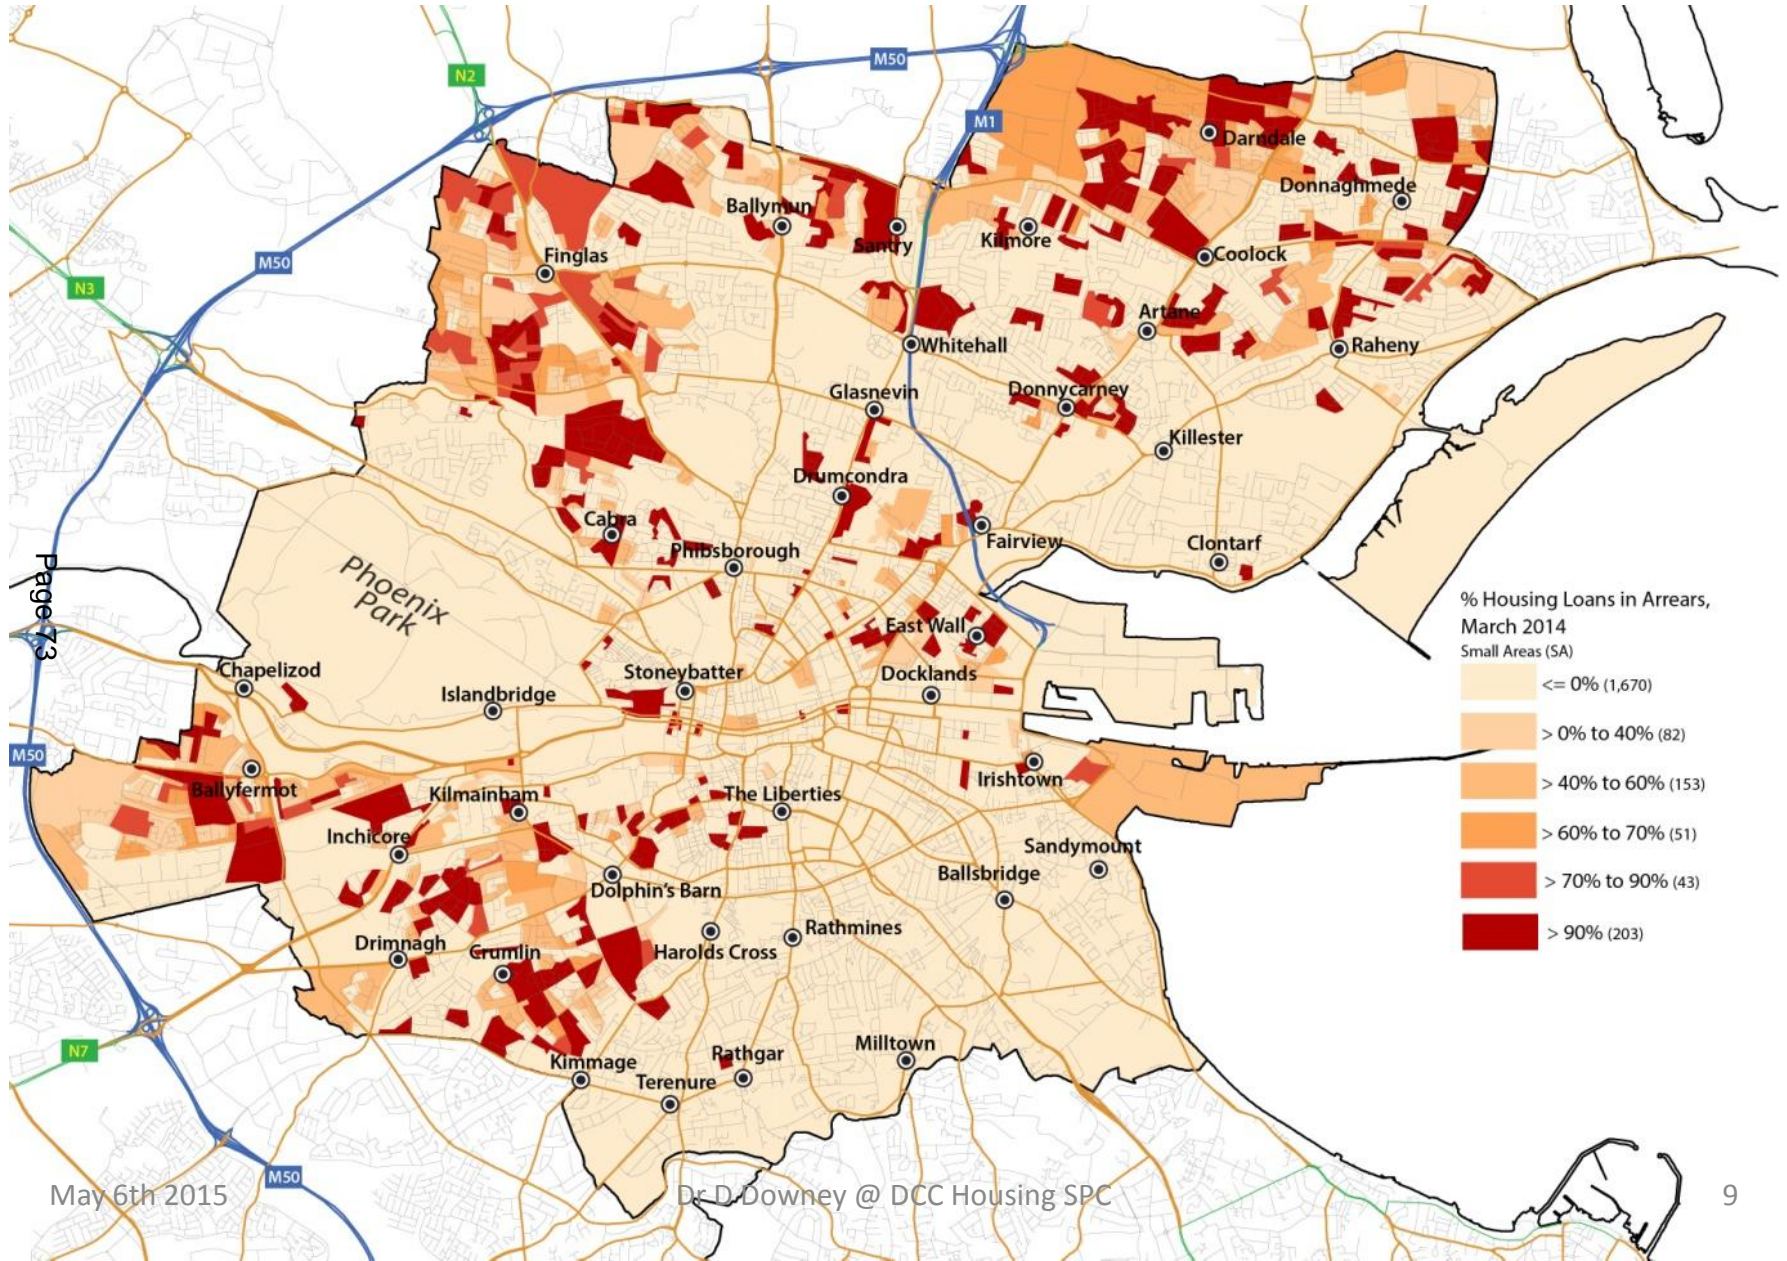 M50
N2
M1
Darndale
Donnaghmede
Ballymun
Santry
Kilmore
Coolock
Finglas
M50
N3
Artane
Whitehall
Raheny
Glasnevin
Donnycarney
Killester
Drumcondra
Cabra
Phibsborough
Fairview
Clontarf
Phoenix
Park
Page 73
East Wall
Chapelizod
Stoneybatter
Docklands
Islandbridge
% Housing Loans in Arrears,
March 2014
Small Areas (SA)
<= 0% (1,670)
> 0% to 40% (82)
> 40% to 60% (153)
> 60% to 70% (51)
> 70% to 90% (43)
> 90% (203)
M50
Ballyfermot
Kilmainham
The Liberties
Irishtown
Inchicore
Sandymount
Ballsbridge
Dolphin's Barn
Rathmines
Drimnagh
Crumlin
Harolds Cross
N7
Kimmage
Rathgar
Milltown
Terenure
M50
May 6th 2015
Dr D Downey @ DCC Housing SPC
9